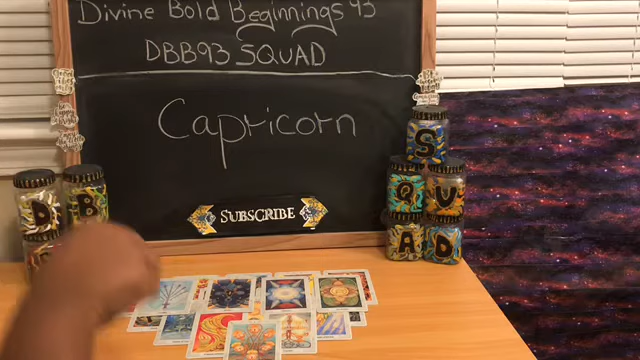 Divine Bold Beginnings 93
DBB93 SQUAD
Capricorn
SUBSCRIBE
S
Q U
A D
D B